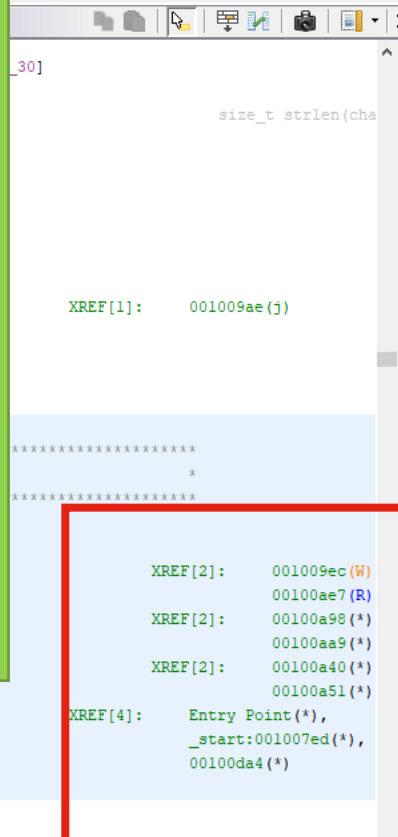 _30]
size_t strlen(cha
XREF[1]: 001009ae(j)
*********************
*
*********************
XREF[2]: 001009ec(W)
00100ae7(R)
XREF[2]: 00100a98(*)
00100aa9(*)
XREF[2]: 00100a40(*)
00100a51(*)
XREF[4]: Entry Point(*),
_start:001007ed(*),
00100da4(*)